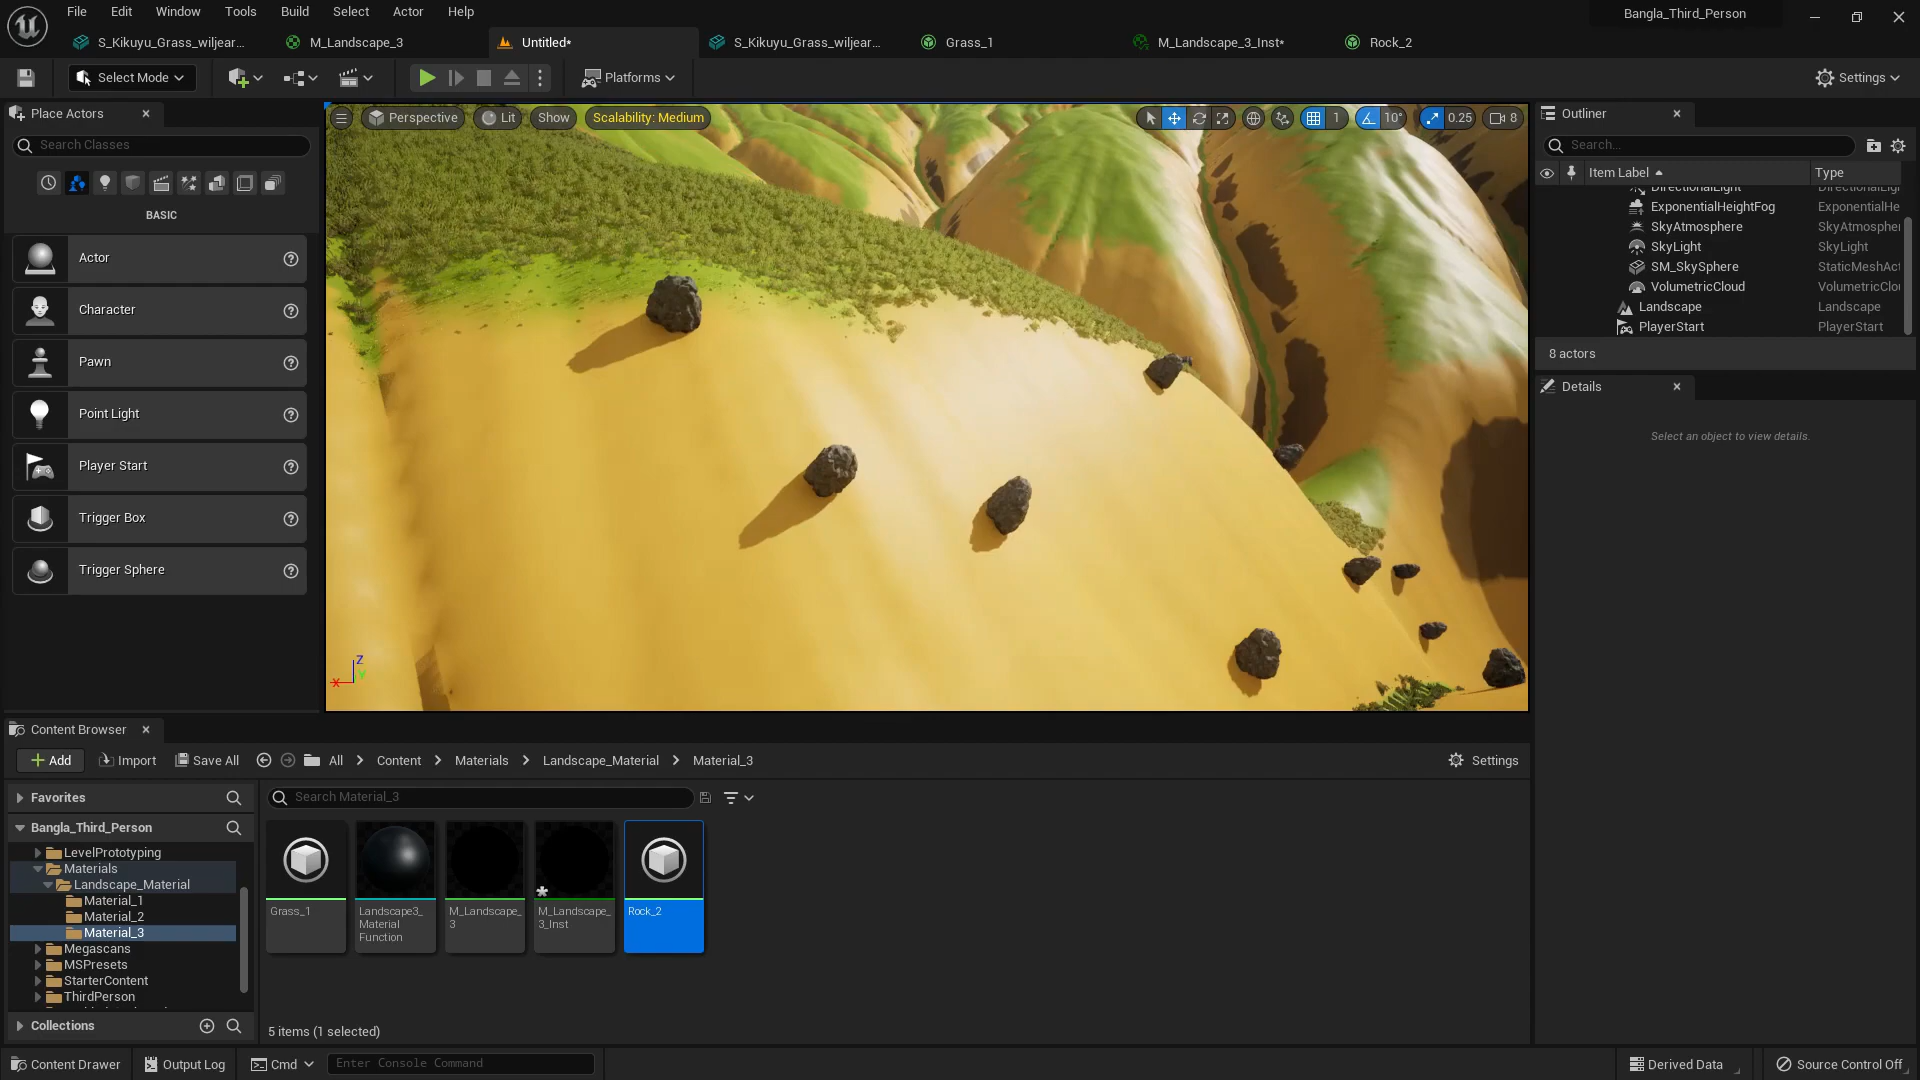 File Edit Window Tools Build Select Actor Help
Bangla_Third_Person
S_Kikuyu_Grass_wiljear... M_Landscape_3 Untitled* S_Kikuyu_Grass_wiljear... Grass_1 M_Landscape_3_Inst* Rock_2
Select Mode Platforms Settings
Place Actors
Search Classes
BASIC
Actor
Character
Pawn
Point Light
Player Start
Trigger Box
Trigger Sphere
Perspective Lit Show Scalability: Medium 1 10° 0.25 8
Z
Y
X
Outliner
Search...
Item Label Type
DirectionalLight DirectionalLigh
ExponentialHeightFog ExponentialHe
SkyAtmosphere SkyAtmospher
SkyLight SkyLight
SM_SkySphere StaticMeshAct
VolumetricCloud VolumetricClou
Landscape Landscape
PlayerStart PlayerStart
8 actors
Details
Select an object to view details.
Content Browser
Add Import Save All All Content Materials Landscape_Material Material_3 Settings
Favorites
Bangla_Third_Person
LevelPrototyping
Materials
Landscape_Material
Material_1
Material_2
Material_3
Megascans
MSPresets
StarterContent
ThirdPerson
Collections
Search Material_3
Grass_1
Landscape3_
Material
Function
M_Landscape_
3
M_Landscape_
3_Inst
Rock_2
5 items (1 selected)
Content Drawer Output Log Cmd Enter Console Command Derived Data Source Control Off